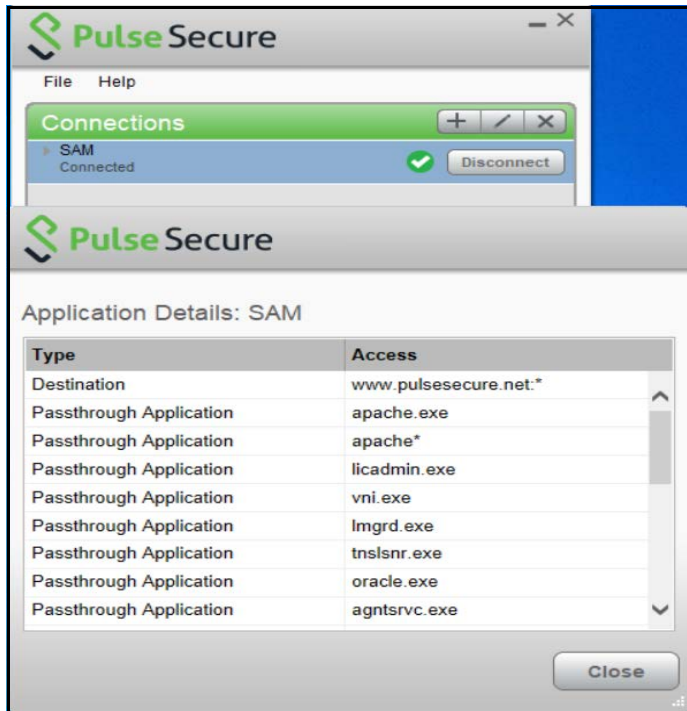 Pulse Secure
File Help
Connections
SAM
Connected
Disconnect
Pulse Secure
Application Details: SAM
Type Access
Destination www.pulsesecure.net:*
Passthrough Application apache.exe
Passthrough Application apache*
Passthrough Application licadmin.exe
Passthrough Application vni.exe
Passthrough Application lmgrd.exe
Passthrough Application tnslsnr.exe
Passthrough Application oracle.exe
Passthrough Application agntsrvc.exe
Close